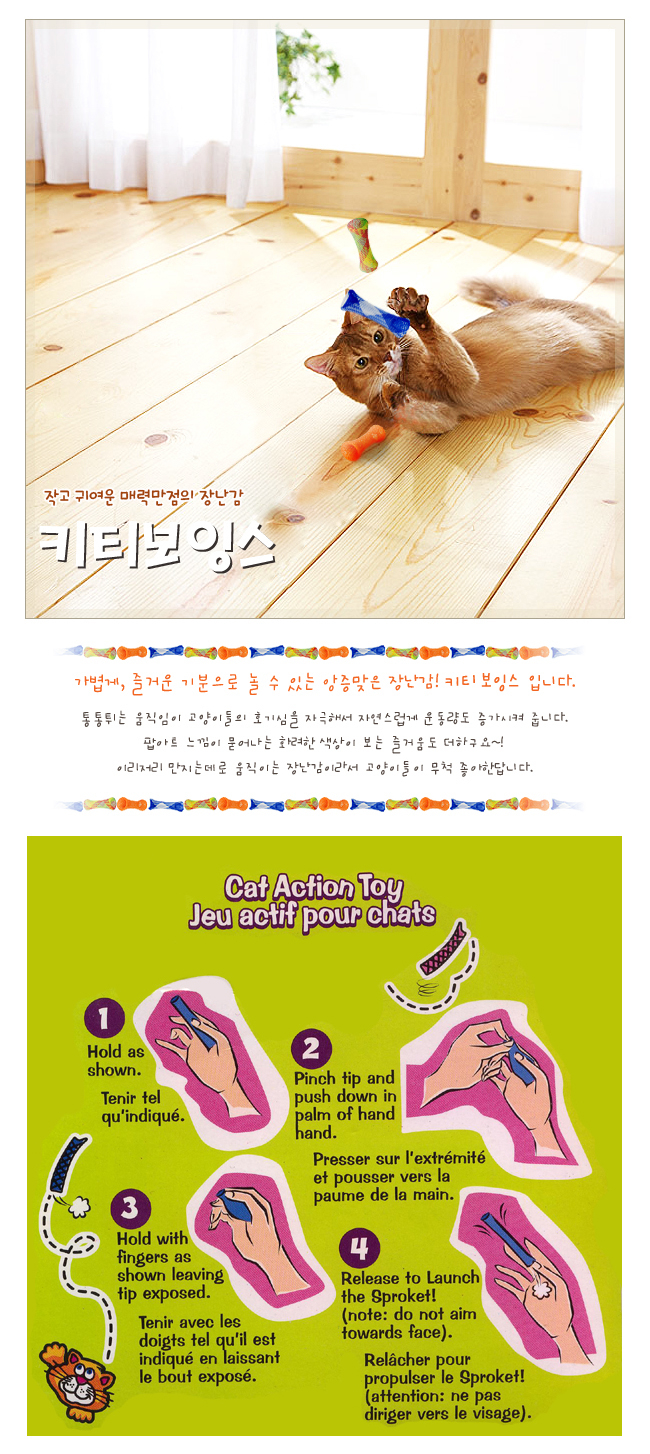 작고 귀여운 매력만점의 장난감
키티보잉스
가볍게, 즐거운 기분으로 놀 수 있는 앙증맞은 장난감! 키티 보잉스 입니다.
통통튀는 움직임이 고양이들의 호기심을 자극해서 자연스럽게 운동량도 증가시켜 줍니다.
팝아트 느낌이 묻어나는 화려한 색상이 보는 즐거움도 더하구요~!
이리저리 만지는데로 움직이는 장난감이라서 고양이들이 무척 좋아한답니다.
Cat Action Toy
Jeu actif pour chats
1
Hold as
shown.
Tenir tel
qu'indiqué.
2
Pinch tip and
push down in
palm of hand
hand.
Presser sur l'extrémité
et pousser vers la
paume de la main.
3
Hold with
fingers as
shown leaving
tip exposed.
Tenir avec les
doigts tel qu'il est
indiqué en laissant
le bout exposé.
4
Release to Launch
the Sproket!
(note: do not aim
towards face).
Relâcher pour
propulser le Sproket!
(attention: ne pas
diriger vers le visage).